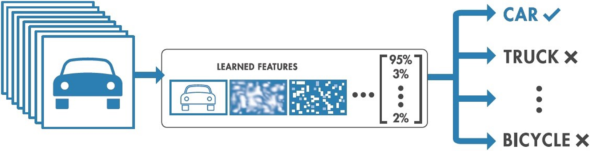 LEARNED FEATURES
95%
3%
2%
CAR ✓
TRUCK ×
BICYCLE ×